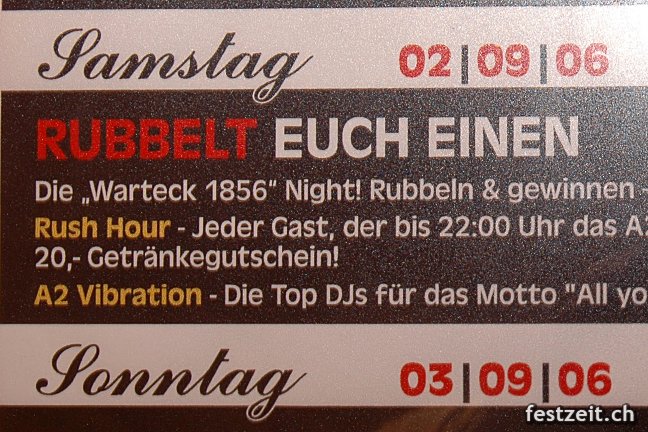 Samstag 02|09|06
RUBBELT EUCH EINEN
Die „Warteck 1856" Night! Rubbeln & gewinnen -
Rush Hour - Jeder Gast, der bis 22:00 Uhr das A2
20,- Getränkegutschein!
A2 Vibration - Die Top DJs für das Motto "All yo
Sonntag 03|09|06
festzeit.ch